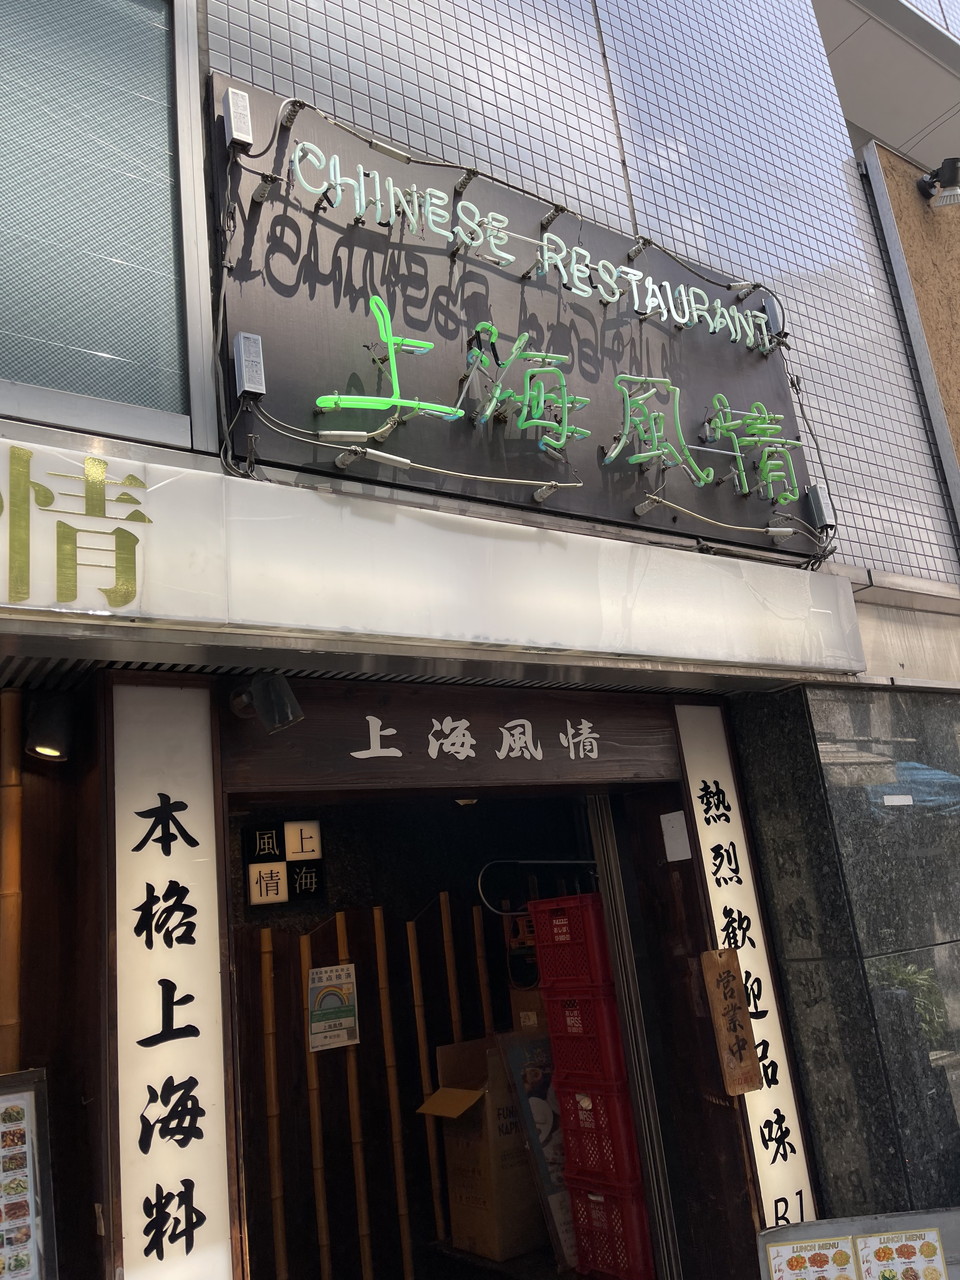 CHINESE RESTAURANT
上海風情
情
上海風情
本格上海料
熱烈歓迎品味
B1
上海
風情
営業中
LUNCH MENU
LUNCH MENU